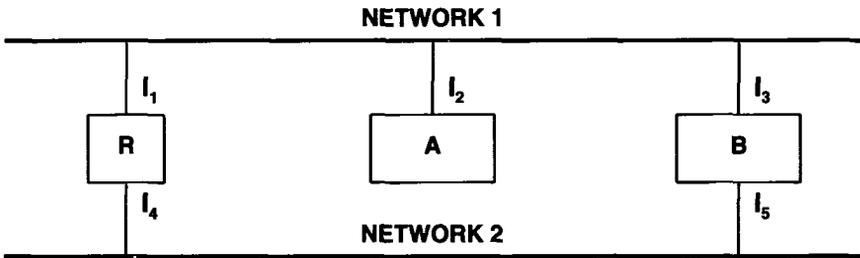 NETWORK 1
I₁ I₂ I₃
R A B
I₄ I₅
NETWORK 2